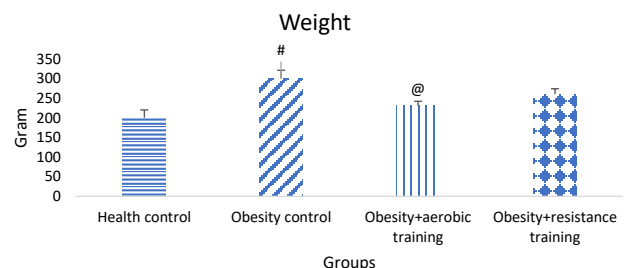 Weight
#
@
350
300
250
200
150
100
50
0
Gram
Health control
Obesity control
Obesity+aerobic
training
Obesity+resistance
training
Groups